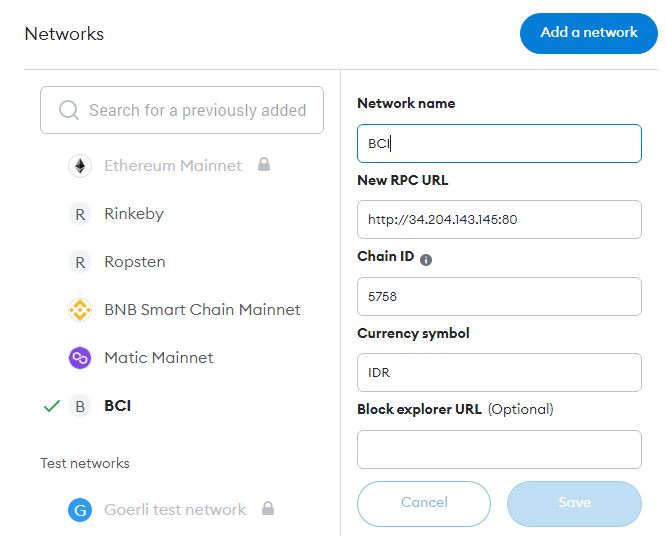 Networks
Add a network
Search for a previously added
Ethereum Mainnet
R Rinkeby
R Ropsten
BNB Smart Chain Mainnet
Matic Mainnet
B BCI
Test networks
G Goerli test network
Network name
BCI
New RPC URL
http://34.204.143.145:80
Chain ID i
5758
Currency symbol
IDR
Block explorer URL (Optional)
Cancel
Save